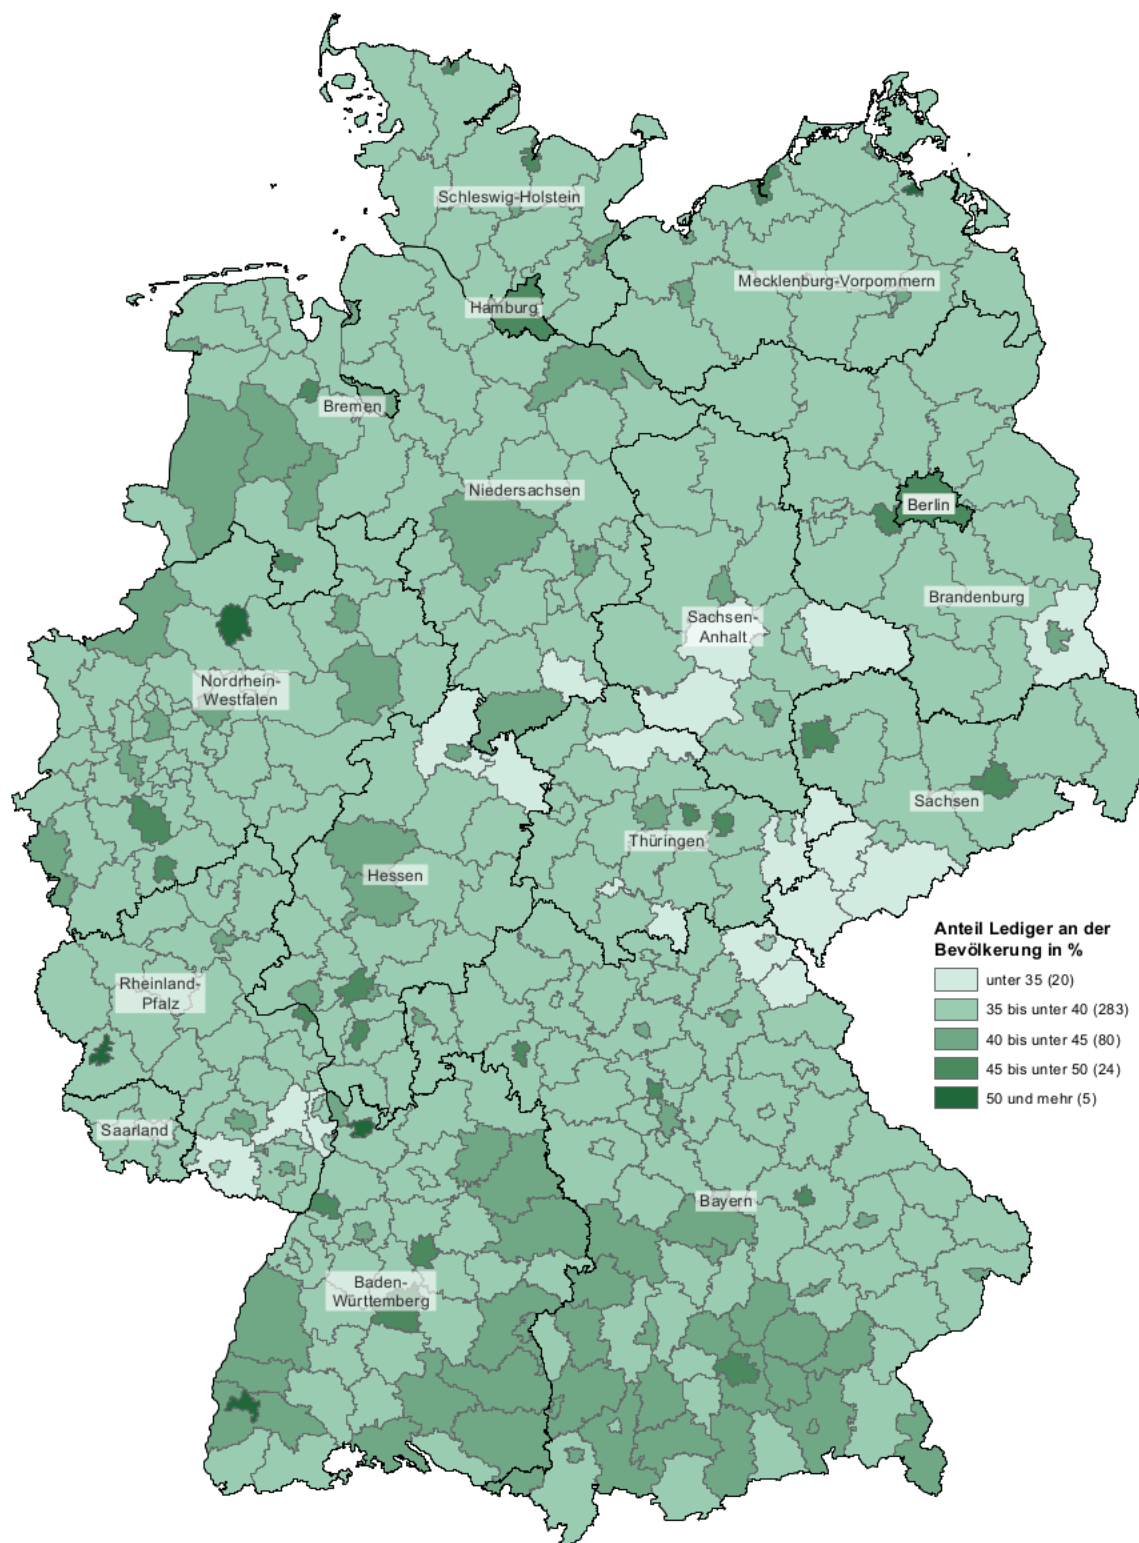 Schleswig-Holstein
Mecklenburg-Vorpommern
Hamburg
Bremen
Niedersachsen
Berlin
Brandenburg
Sachsen-
Anhalt
Nordrhein-
Westfalen
Sachsen
Thüringen
Hessen
Rheinland-
Pfalz
Saarland
Bayern
Baden-
Württemberg
Anteil Lediger an der
Bevölkerung in %
unter 35 (20)
35 bis unter 40 (283)
40 bis unter 45 (80)
45 bis unter 50 (24)
50 und mehr (5)